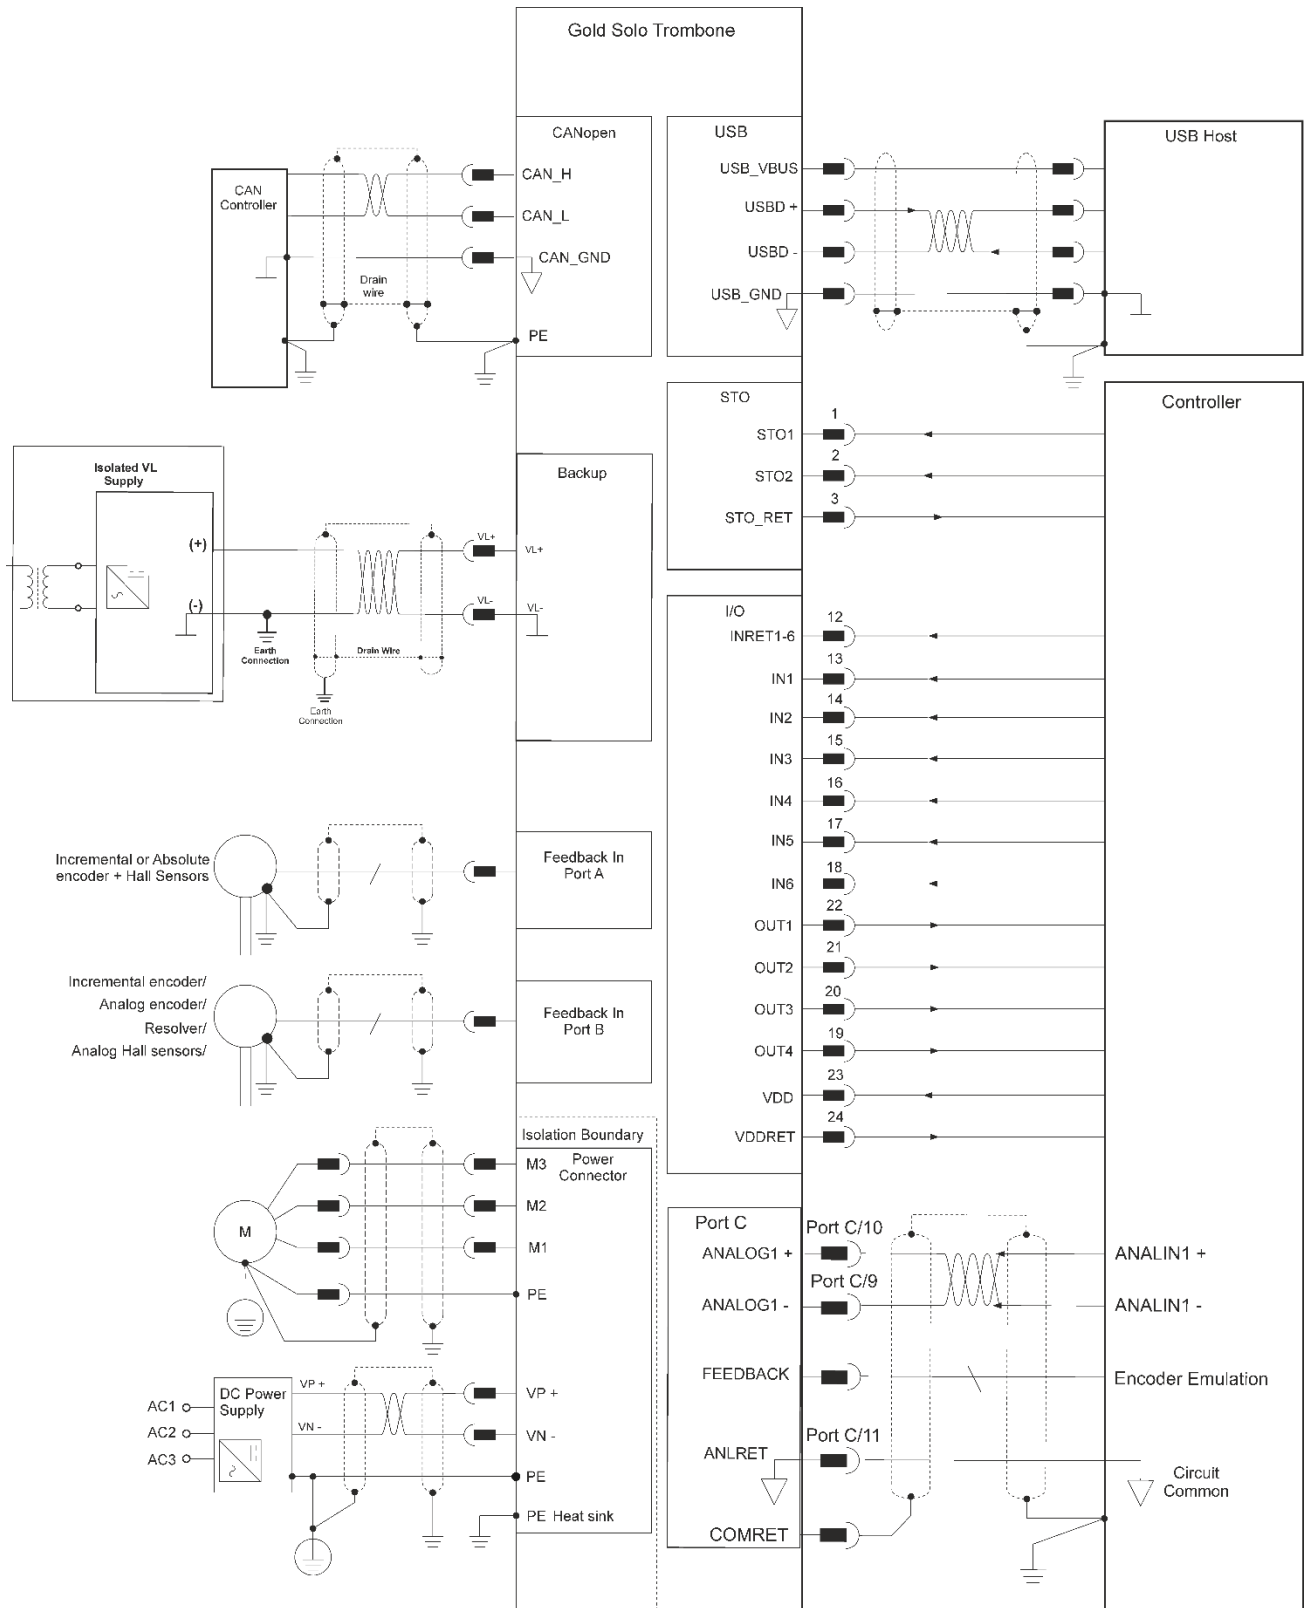 Gold Solo Trombone
CANopen
USB
USB Host
CAN
Controller
CAN_H
CAN_L
CAN_GND
Drain
wire
PE
USB_VBUS
USBD +
USBD -
USB_GND
STO
Controller
1
STO1
2
STO2
3
STO_RET
Isolated VL
Supply
(+)
(-)
Earth
Connection
Drain Wire
Earth
Connection
VL+
VL-
Backup
VL+
VL-
I/O
12
INRET1-6
13
IN1
14
IN2
15
IN3
16
IN4
17
IN5
18
IN6
22
OUT1
21
OUT2
20
OUT3
19
OUT4
23
VDD
24
VDDRET
Incremental or Absolute
encoder + Hall Sensors
Feedback In
Port A
Incremental encoder/
Analog encoder/
Resolver/
Analog Hall sensors/
Feedback In
Port B
Isolation Boundary
Power
Connector
M3
M2
M1
PE
M
DC Power
Supply
AC1
AC2
AC3
VP +
VN -
VP +
VN -
PE
PE Heat sink
Port C
Port C/10
ANALOG1 +
ANALIN1 +
Port C/9
ANALOG1 -
ANALIN1 -
FEEDBACK
Encoder Emulation
Port C/11
ANLRET
Circuit
Common
COMRET